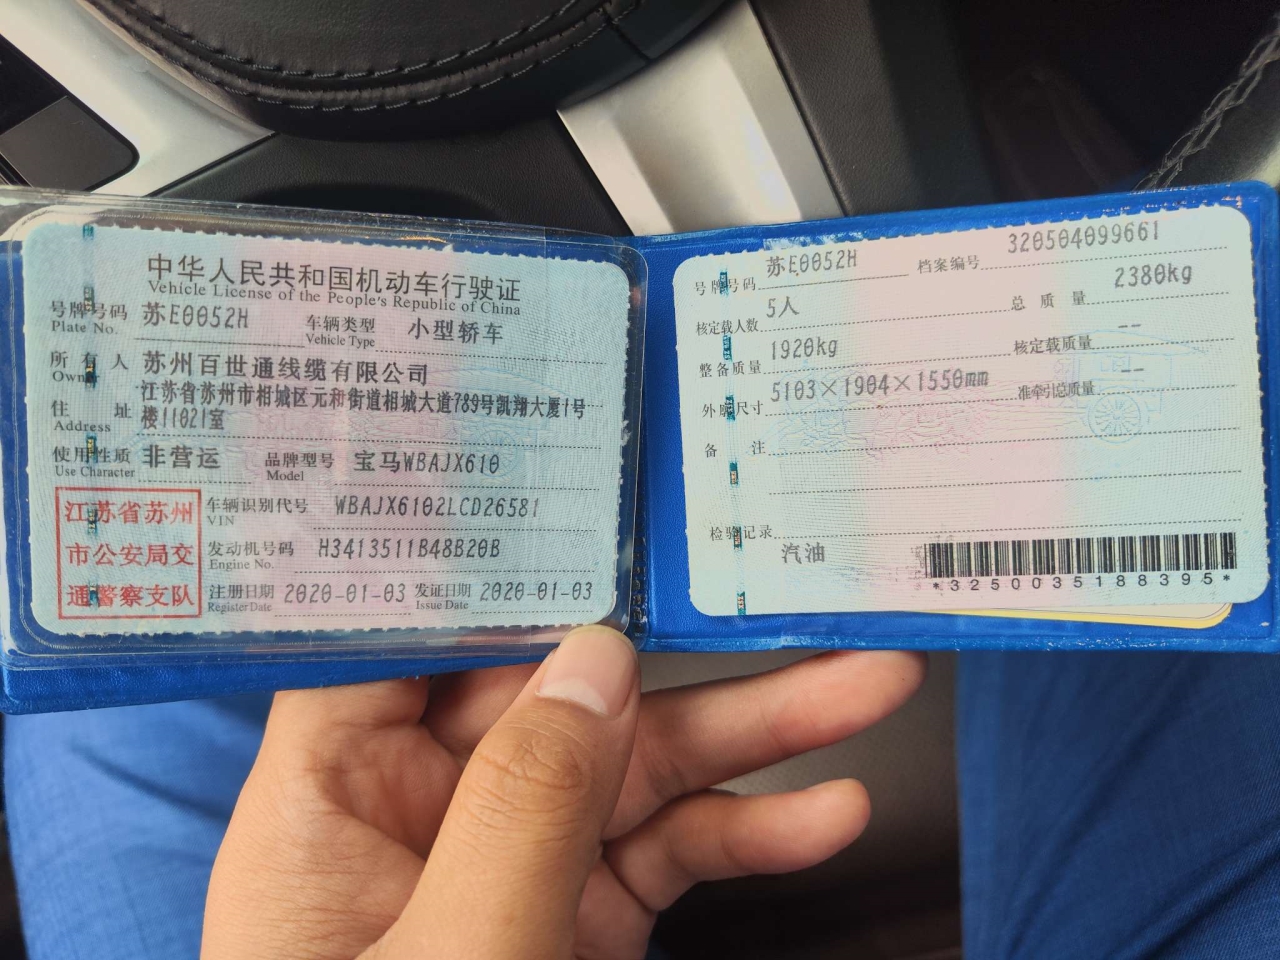 中华人民共和国机动车行驶证
Vehicle License of the People's Republic of China
号牌号码 苏E0052H 车辆类型 小型轿车
Plate No. Vehicle Type
所有人 苏州百世通线缆有限公司
Owner
住址 江苏省苏州市相城区元和街道相城大道789号凯翔大厦1号
Address 楼11021室
使用性质 非营运 品牌型号 宝马WBAJX610
Use Character Model
江苏省苏州
市公安局交
通警察支队
车辆识别代号 WBAJX6102LCD26581
VIN
发动机号码 H3413511B48B20B
Engine No.
注册日期 2020-01-03 发证日期 2020-01-03
Register Date Issue Date
号牌号码 苏E0052H 档案编号 320504099661
核定载人数 5人 总质量 2380kg
整备质量 1920kg 核定载质量 --
外廓尺寸 5103×1904×1550mm 准牵引总质量 --
备注
检验记录
汽油
*3250035188395*